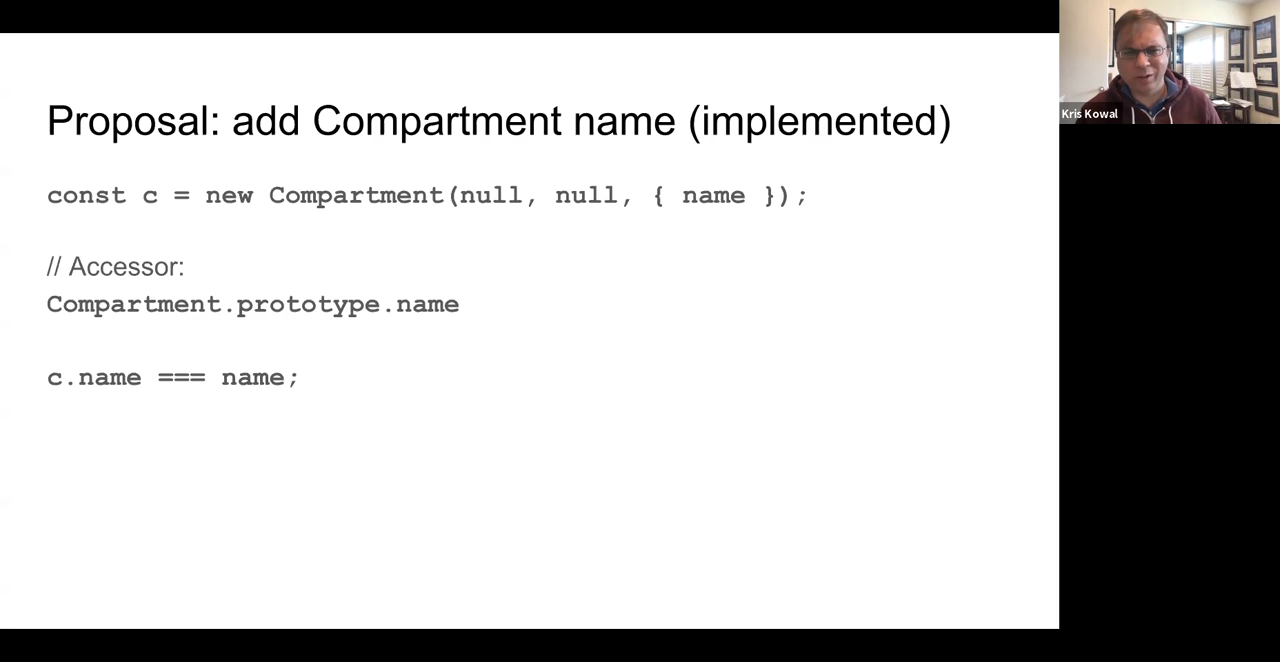 Proposal: add Compartment name (implemented)
const c = new Compartment(null, null, { name });
// Accessor:
Compartment.prototype.name
c.name === name;
Kris Kowal